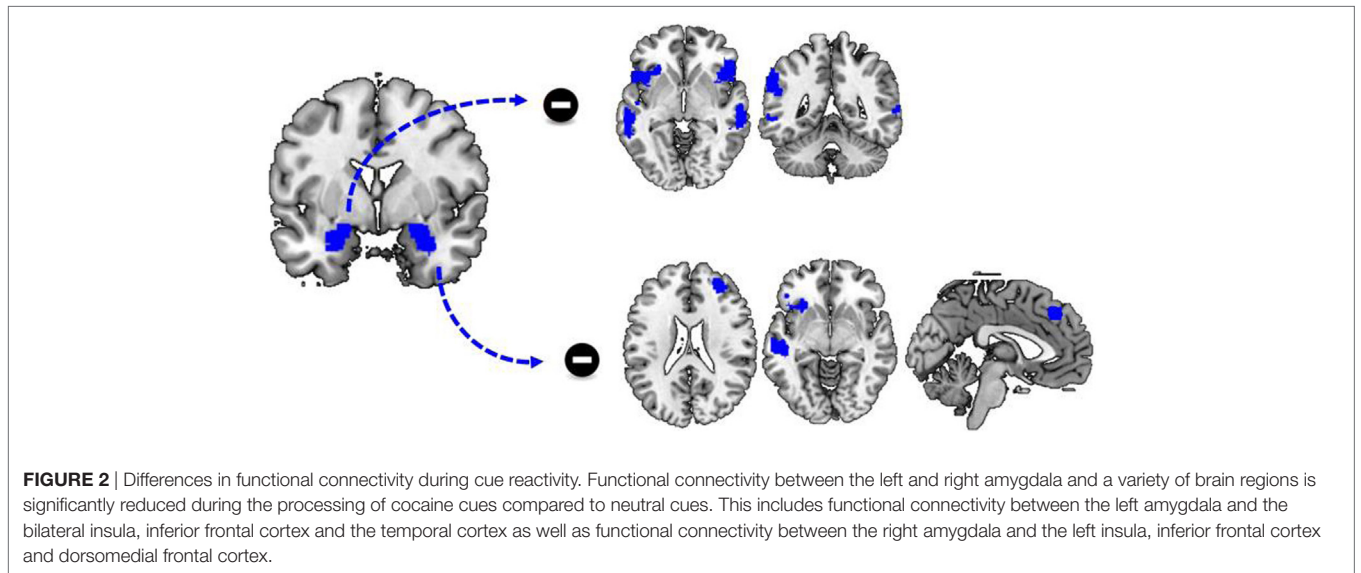 FIGURE 2 | Differences in functional connectivity during cue reactivity. Functional connectivity between the left and right amygdala and a variety of brain regions is
significantly reduced during the processing of cocaine cues compared to neutral cues. This includes functional connectivity between the left amygdala and the
bilateral insula, inferior frontal cortex and the temporal cortex as well as functional connectivity between the right amygdala and the left insula, inferior frontal cortex
and dorsomedial frontal cortex.